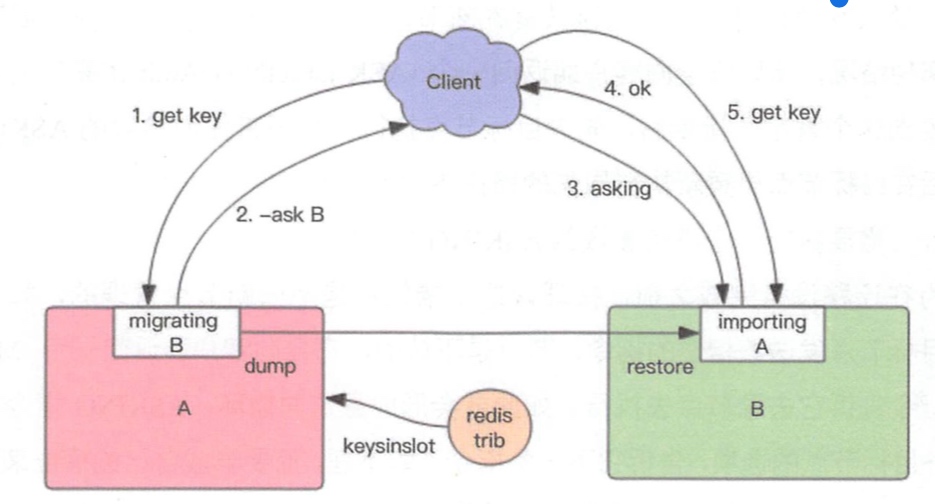 Client
1. get key
4. ok
5. get key
2. –ask B
3. asking
migrating
B
importing
A
dump
restore
A
B
redis
trib
keysinslot